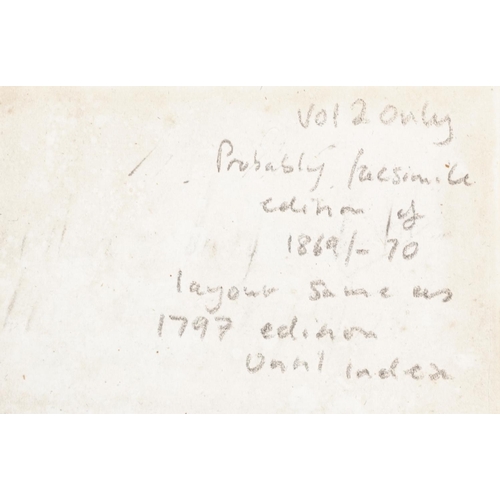 Vol 2 Only
Probably facsimile
edition of
1869/-70
layout same as
1797 edition
Until index